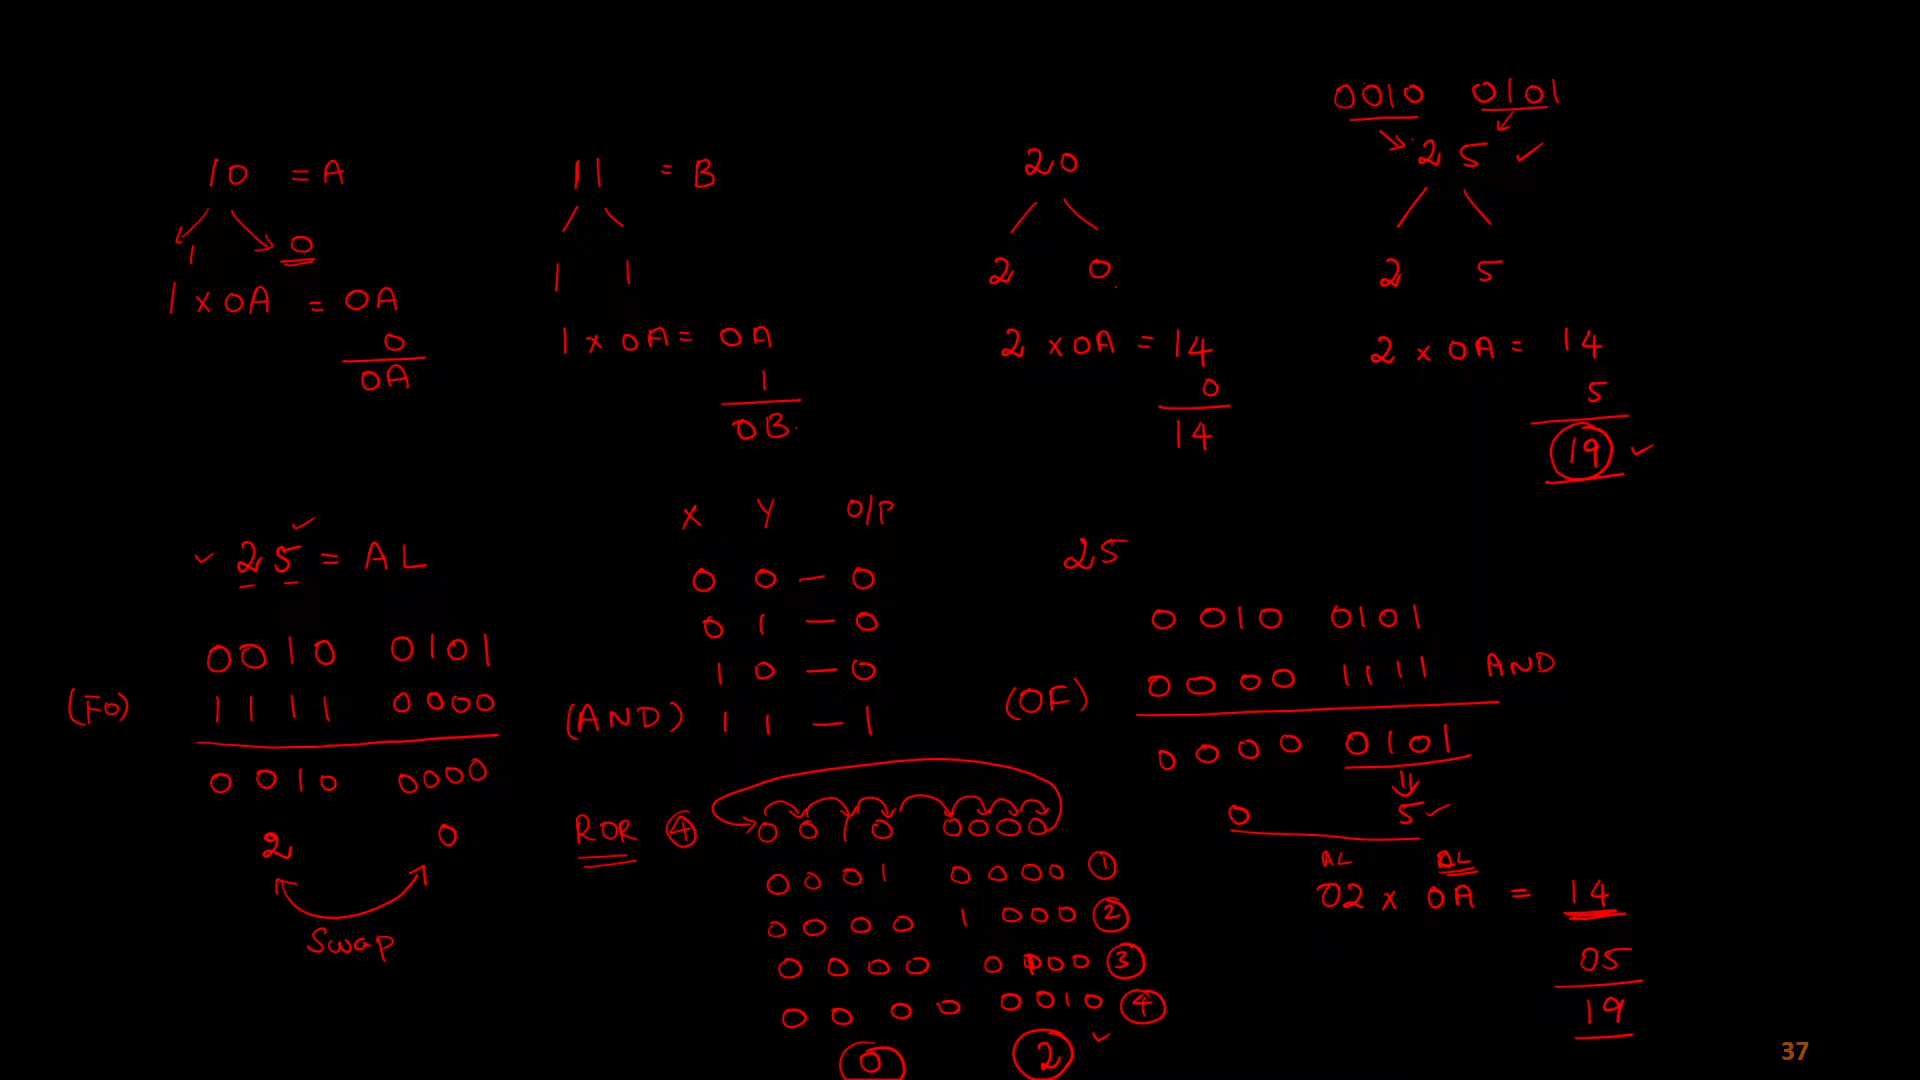 10 = A
1 0
1 x 0A = 0A
0
0A
11 = B
1 1
1 x 0A = 0A
1
0B
20
2 0
2 x 0A = 14
0
14
0010 0101
25 ✓
2 5
2 x 0A = 14
5
19 ✓
✓ 25 ✓ = AL
0010 0101
(F0) 1111 0000 (AND)
0010 0000
2 0
Swap
X Y O/P
0 0 - 0
0 1 - 0
1 0 - 0
1 1 - 1
ROR ④ 0010 0000
0001 0000 ①
0000 1000 ②
0000 0100 ③
0000 0010 ④
0 2 ✓
25
0010 0101
(0F) 0000 1111 AND
0000 0101
0 5 ✓
AL AL
02 x 0A = 14
05
19
37